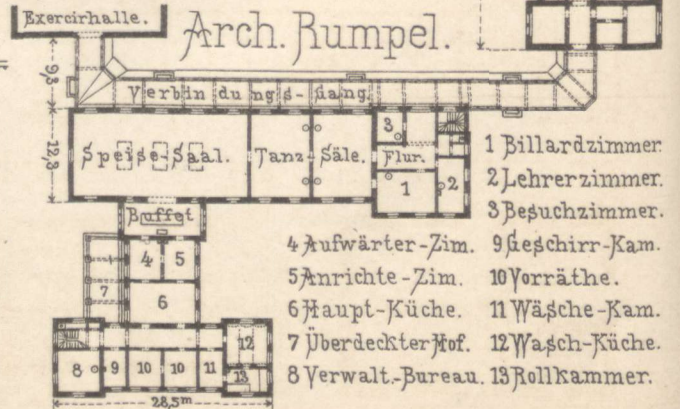 Exercirhalle.
Arch. Rumpel.
9,3
Verbindungs-Gang.
12,3
Speise-Saal.
Tanz-Säle.
3
Flur.
1
2
1 Billardzimmer.
2 Lehrerzimmer.
3 Besuchzimmer.
Buffet
4
5
6
7
8
9
10
10
11
12
13
28,5m
4 Aufwärter-Zim.
5 Anrichte-Zim.
6 Haupt-Küche.
7 Überdeckter Hof.
8 Verwalt.-Bureau.
9 Geschirr-Kam.
10 Vorräthe.
11 Wäsche-Kam.
12 Wasch-Küche.
13 Rollkammer.